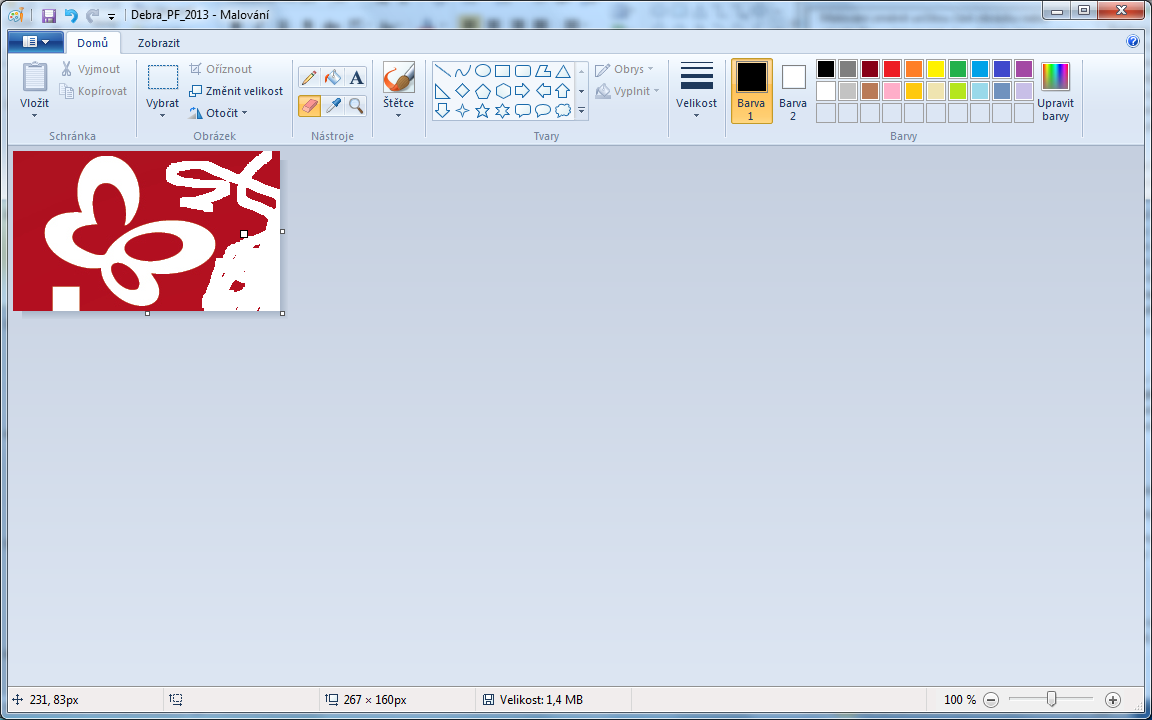 Debra_PF_2013 - Malování
Domů
Zobrazit
Vložit
Vyjmout
Kopírovat
Schránka
Vybrat
Oříznout
Změnit velikost
Otočit
Obrázek
A
Nástroje
Štětce
Obrys
Vyplnit
Tvary
Velikost
Barva
1
Barva
2
Upravit
barvy
Barvy
231, 83px
267 × 160px
Velikost: 1,4 MB
100 %